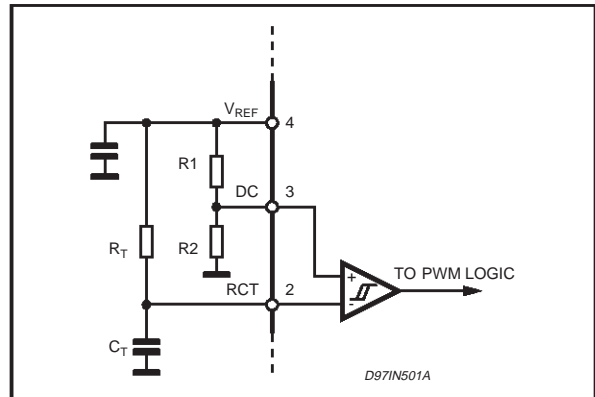 VREF
4
R1
DC
3
RT
R2
TO PWM LOGIC
+
-
RCT
2
CT
D97IN501A